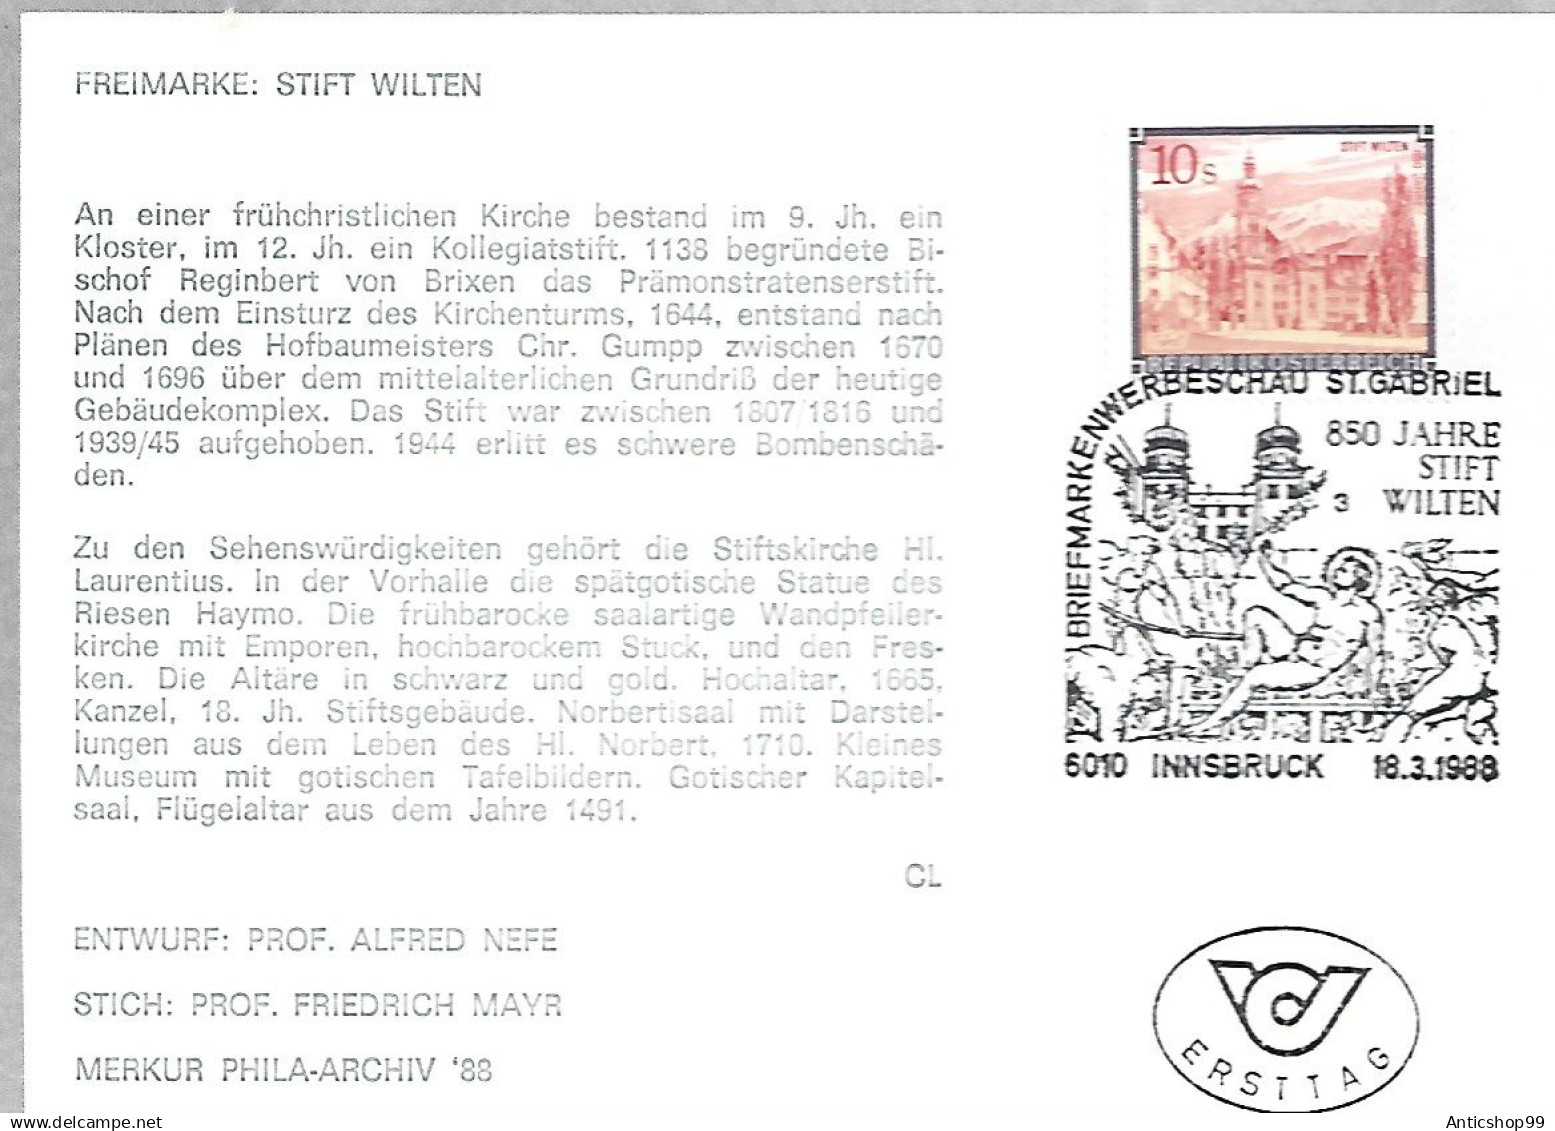 FREIMARKE: STIFT WILTEN
An einer frühchristlichen Kirche bestand im 9. Jh. ein
Kloster, im 12. Jh. ein Kollegiatstift. 1138 begründete Bi-
schof Reginbert von Brixen das Prämonstratenserstift.
Nach dem Einsturz des Kirchenturms, 1644, entstand nach
Plänen des Hofbaumeisters Chr. Gumpp zwischen 1670
und 1696 über dem mittelalterlichen Grundriß der heutige
Gebäudekomplex. Das Stift war zwischen 1807/1816 und
1939/45 aufgehoben. 1944 erlitt es schwere Bombenschä-
den.
Zu den Sehenswürdigkeiten gehört die Stiftskirche Hl.
Laurentius. In der Vorhalle die spätgotische Statue des
Riesen Haymo. Die frühbarocke saalartige Wandpfeiler-
kirche mit Emporen, hochbarockem Stuck, und den Fres-
ken. Die Altäre in schwarz und gold. Hochaltar, 1665,
Kanzel, 18. Jh. Stiftsgebäude. Norbertisaal mit Darstel-
lungen aus dem Leben des Hl. Norbert, 1710. Kleines
Museum mit gotischen Tafelbildern. Gotischer Kapitel-
saal, Flügelaltar aus dem Jahre 1491.
CL
ENTWURF: PROF. ALFRED NEFE
STICH: PROF. FRIEDRICH MAYR
MERKUR PHILA-ARCHIV '88
10s
STIFT WILTEN
REPUBLIK ÖSTERREICH
BRIEFMARKENWERBESCHAU ST. GABRIEL
850 JAHRE
STIFT
3 WILTEN
6010 INNSBRUCK 18.3.1988
ERSTTAG
delcampe.net
Anticshop99